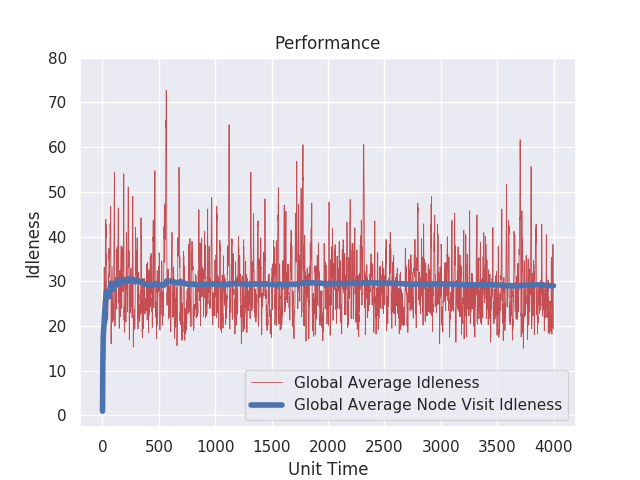 Performance
80
70
60
50
40
30
20
10
0
Idleness
0 500 1000 1500 2000 2500 3000 3500 4000
Unit Time
Global Average Idleness
Global Average Node Visit Idleness